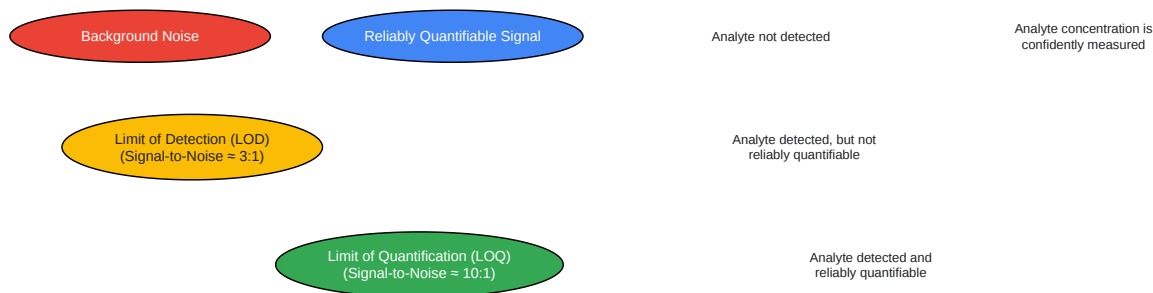 Background Noise
Reliably Quantifiable Signal
Analyte not detected
Analyte concentration is
confidently measured
Limit of Detection (LOD)
(Signal-to-Noise ≈ 3:1)
Analyte detected, but not
reliably quantifiable
Limit of Quantification (LOQ)
(Signal-to-Noise ≈ 10:1)
Analyte detected and
reliably quantifiable